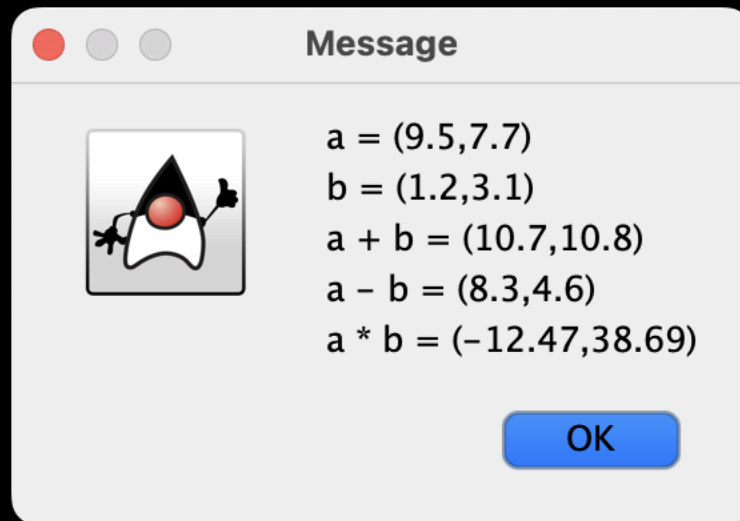 Message
a = (9.5,7.7)
b = (1.2,3.1)
a + b = (10.7,10.8)
a - b = (8.3,4.6)
a * b = (-12.47,38.69)
OK